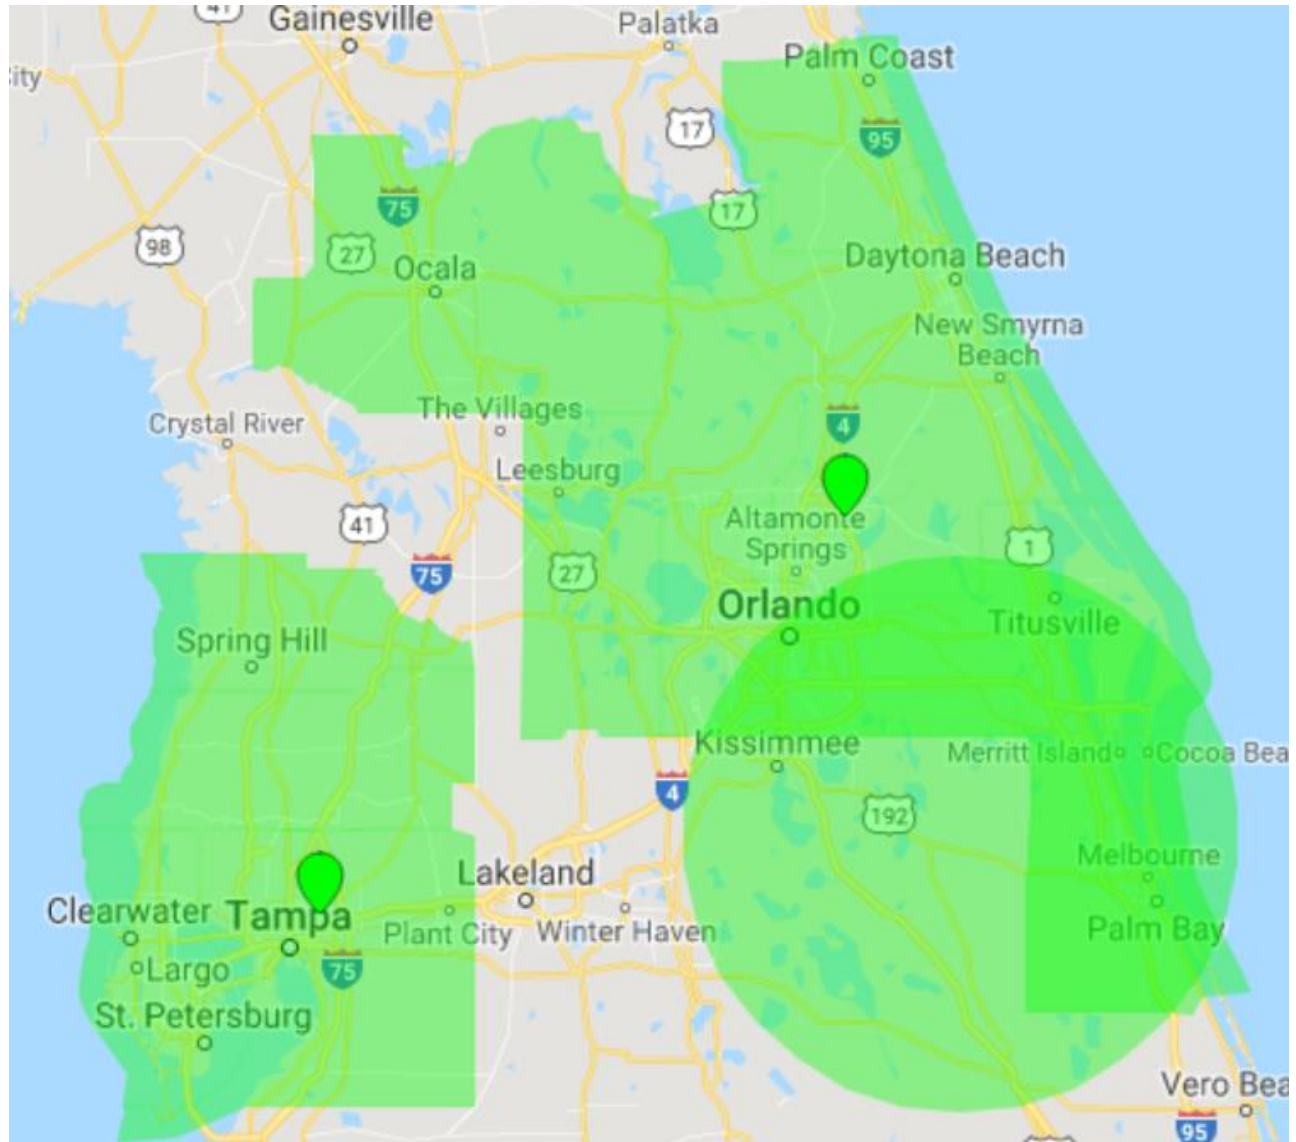 41
Gainesville
Palatka
City
Palm Coast
17
95
75
17
98
27
Ocala
Daytona Beach
New Smyrna
Beach
The Villages
Crystal River
4
Leesburg
41
Altamonte
Springs
1
75
27
Orlando
Titusville
Spring Hill
Kissimmee
Merritt Island
Cocoa Bea
4
192
Melbourne
Lakeland
Clearwater
Tampa
Plant City
Winter Haven
Palm Bay
Largo
75
St. Petersburg
Vero Bea
95